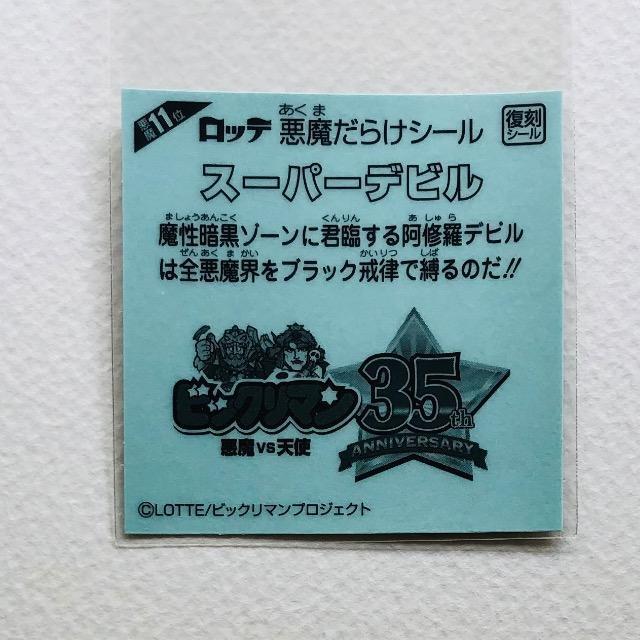 悪魔 11位
ロッテ 悪魔だらけシール 復刻シール
あくま
スーパーデビル
ましょうあんこく くんりん あしゅら
魔性暗黒ゾーンに君臨する阿修羅デビル
ぜんあくまかい かいりつ しば
は全悪魔界をブラック戒律で縛るのだ!!
ビックリマン 35th
悪魔VS天使 ANNIVERSARY
©LOTTE/ビックリマンプロジェクト